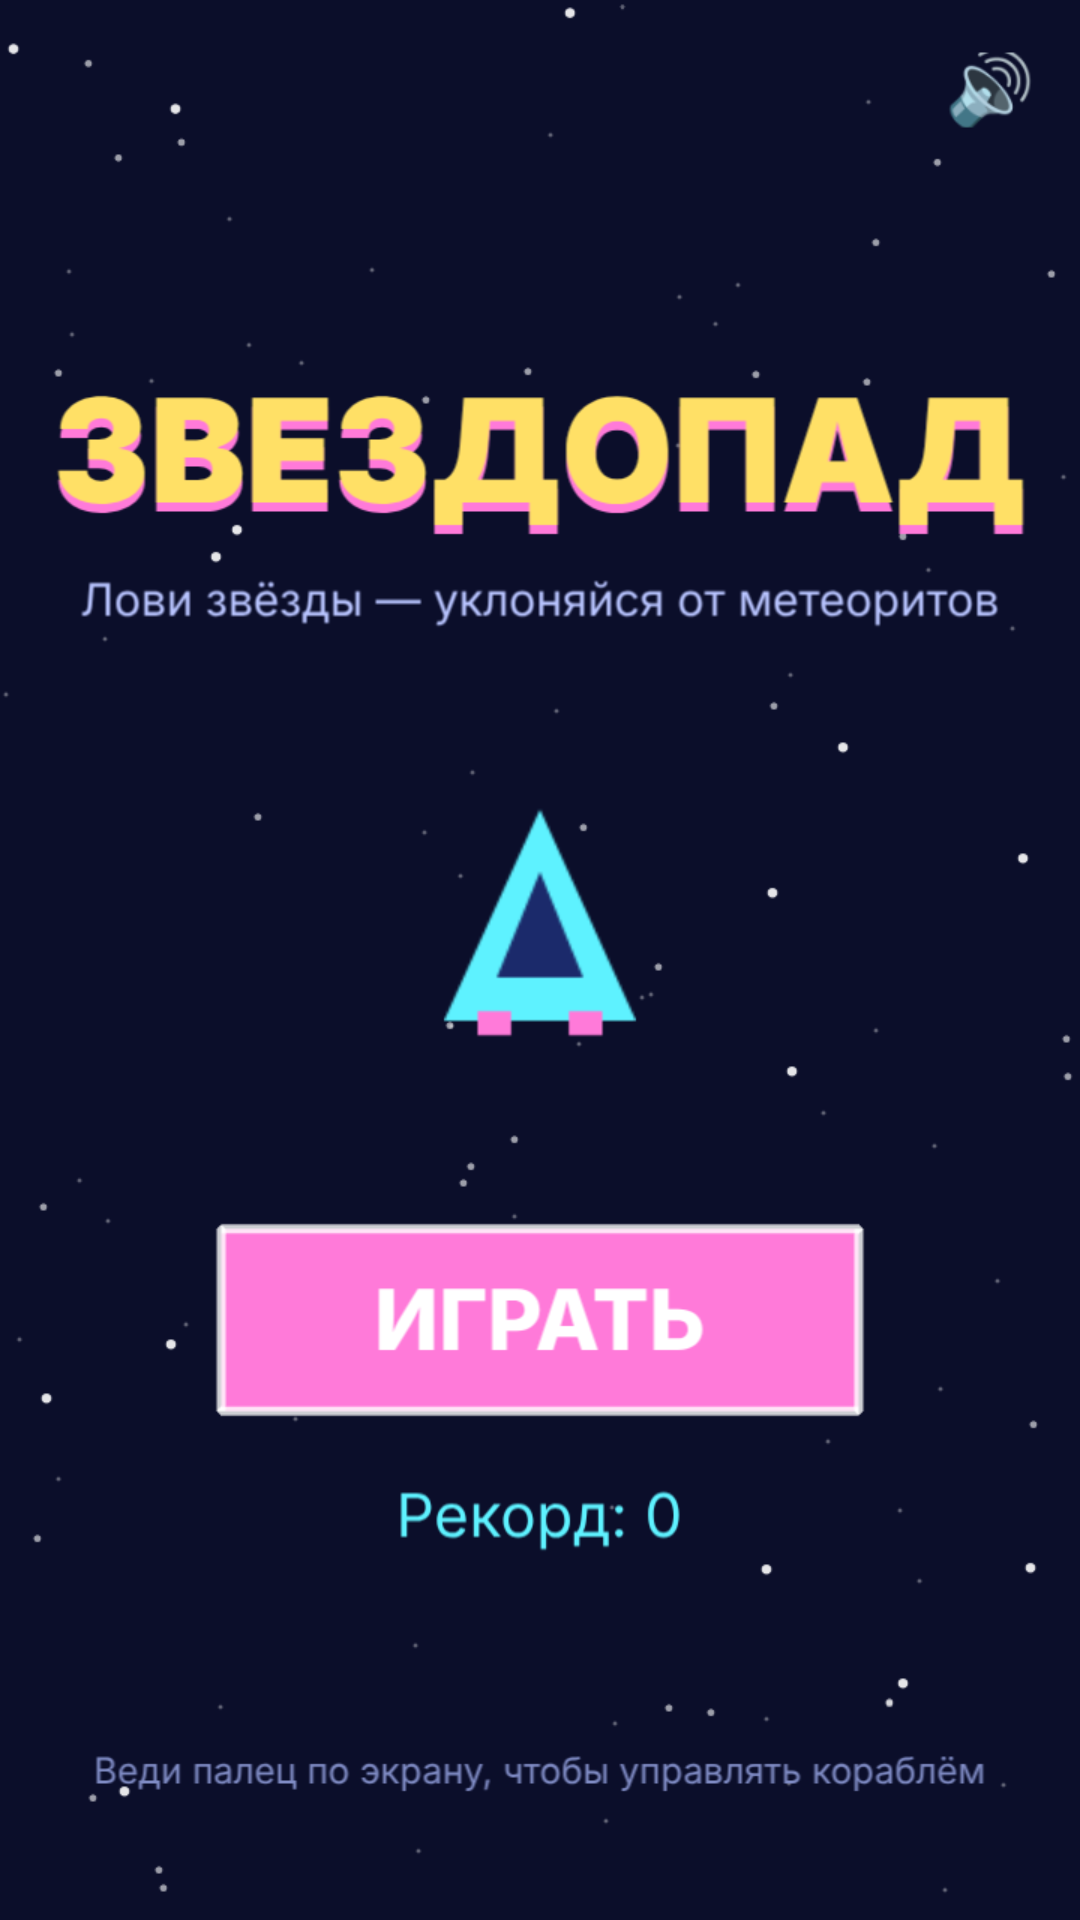 ЗВЕЗДОПАД
Лови звёзды — уклоняйся от метеоритов
ИГРАТЬ
Рекорд: 0
Веди палец по экрану, чтобы управлять кораблём